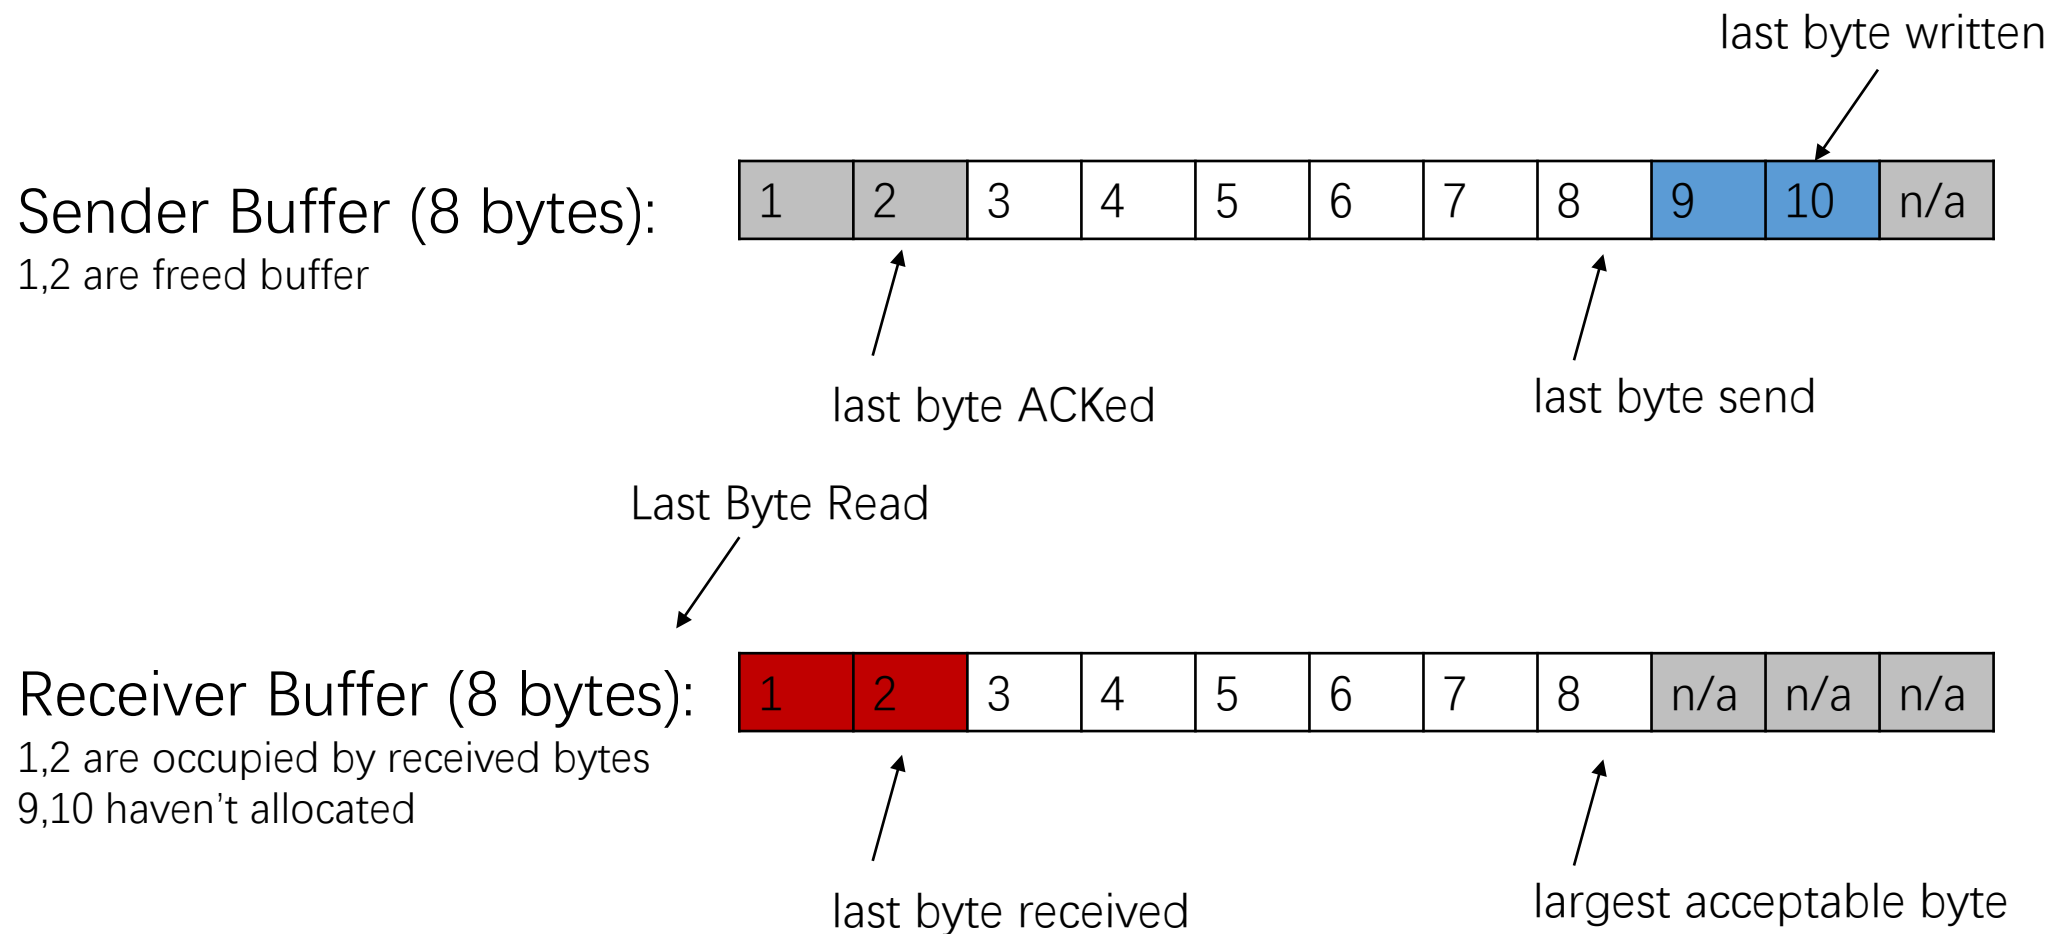 last byte written
Sender Buffer (8 bytes):
1 2 3 4 5 6 7 8 9 10 n/a
1,2 are freed buffer
last byte ACKed
last byte send
Last Byte Read
Receiver Buffer (8 bytes):
1 2 3 4 5 6 7 8 n/a n/a n/a
1,2 are occupied by received bytes
9,10 haven't allocated
last byte received
largest acceptable byte